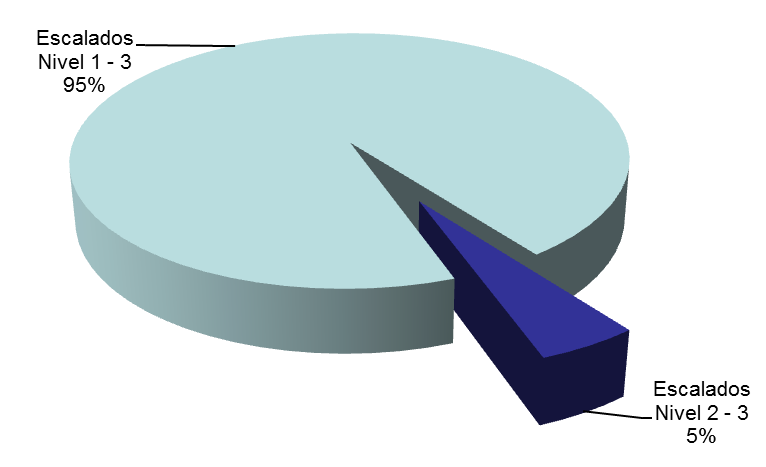 Escalados
Nivel 1 - 3
95%
Escalados
Nivel 2 - 3
5%